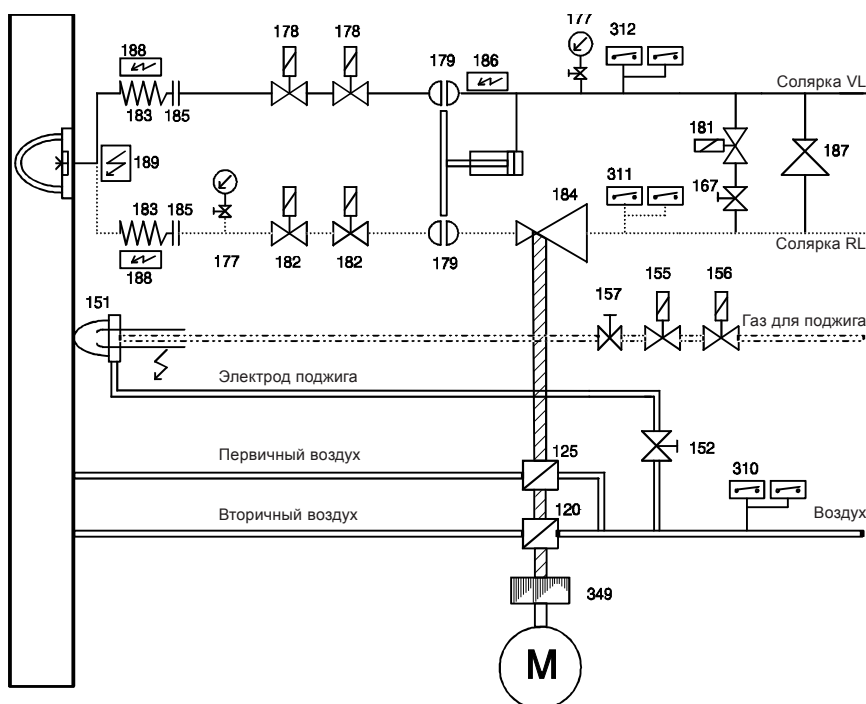 177
312
178 178
188
179 186
Солярка VL
183 185
181
187
189
311
183 185
184
167
Солярка RL
188
177
182 182
179
151
157 155 156
Газ для поджига
Электрод поджига
152
Первичный воздух
125
310
Вторичный воздух
120
Воздух
349
M